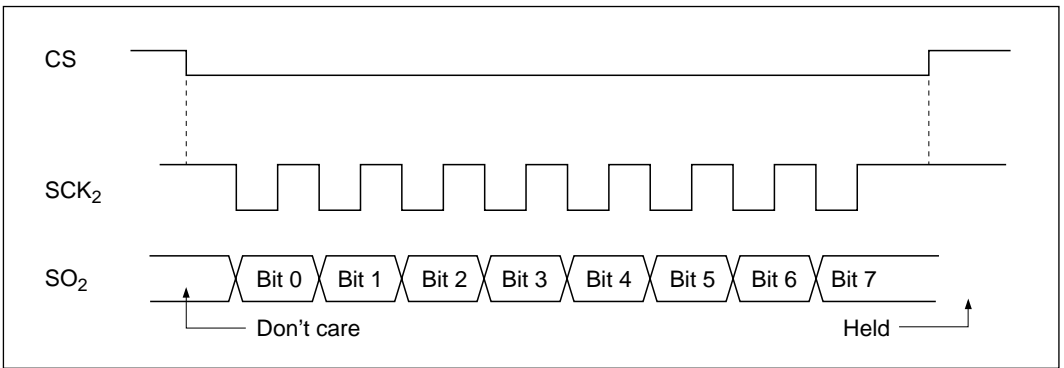 CS
SCK2
SO2
Bit 0 Bit 1 Bit 2 Bit 3 Bit 4 Bit 5 Bit 6 Bit 7
Don't care
Held